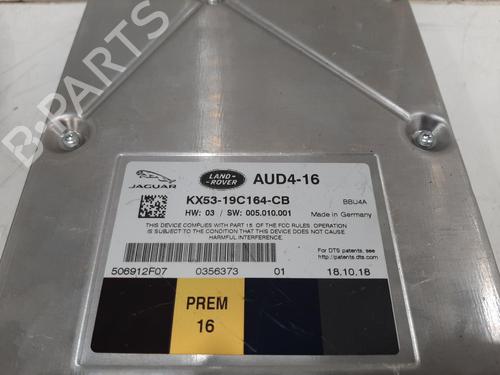 B-PARTS
JAGUAR
LAND ROVER
AUD4-16
KX53-19C164-CB
BBU4A
HW: 03 / SW: 005.010.001
Made in Germany
THIS DEVICE COMPLIES WITH PART 15 OF THE FCC RULES. OPERATION
IS SUBJECT TO CONDITION THAT THIS DEVICE DOES NOT CAUSE
HARMFUL INTERFERENCE.
For DTS patents, see
http://patents.dts.com
506912F07 0356373 01 18.10.18
PREM
16